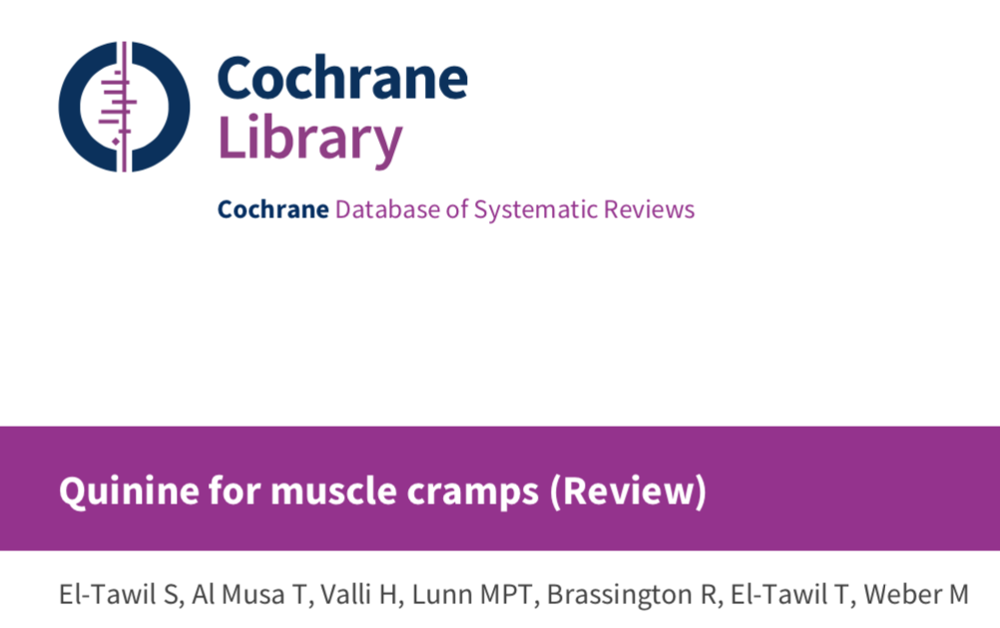 Cochrane
Library
Cochrane Database of Systematic Reviews
Quinine for muscle cramps (Review)
El-Tawil S, Al Musa T, Valli H, Lunn MPT, Brassington R, El-Tawil T, Weber M